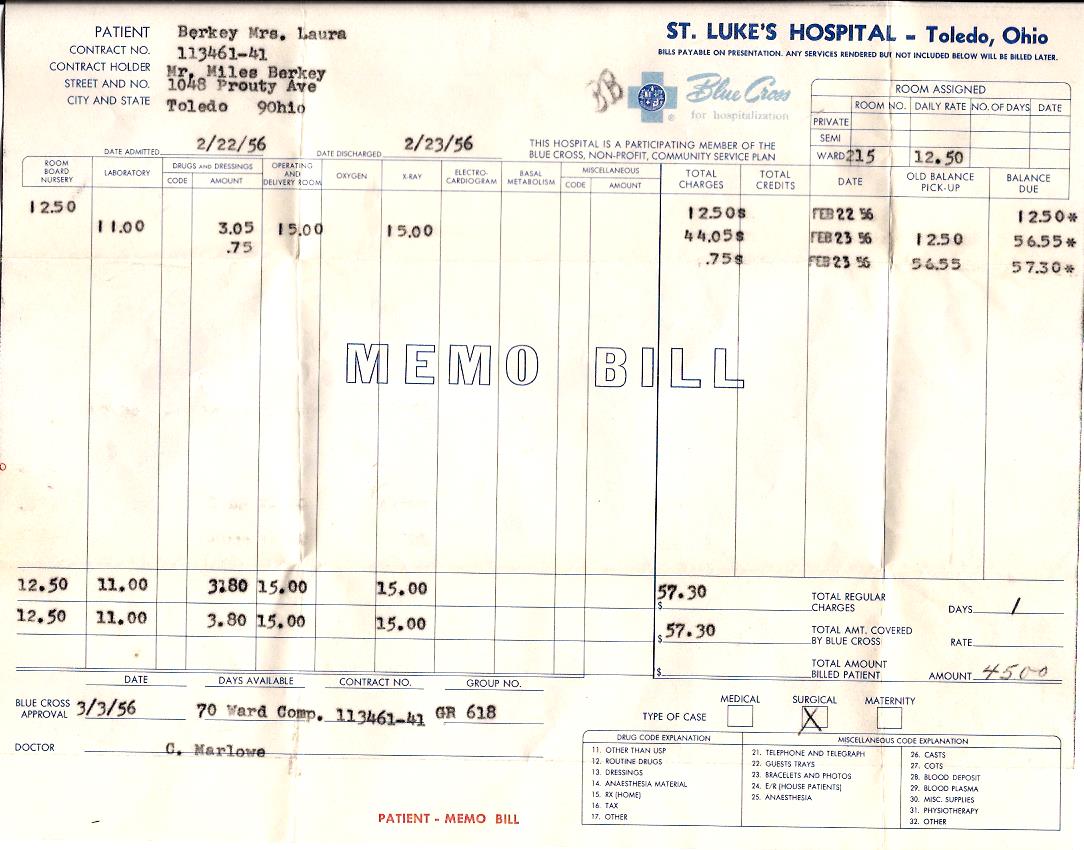 PATIENT Berkey Mrs. Laura
CONTRACT NO. 113461-41
CONTRACT HOLDER Mr. Miles Berkey
STREET AND NO. 1048 Prouty Ave
CITY AND STATE Toledo 9Ohio
ST. LUKE'S HOSPITAL - Toledo, Ohio
BILLS PAYABLE ON PRESENTATION. ANY SERVICES RENDERED BUT NOT INCLUDED BELOW WILL BE BILLED LATER.
BB
Blue Cross ®
for hospitalization
ROOM ASSIGNED
ROOM NO. DAILY RATE NO. OF DAYS DATE
PRIVATE
SEMI
WARD 215 12.50
DATE ADMITTED 2/22/56 DATE DISCHARGED 2/23/56
THIS HOSPITAL IS A PARTICIPATING MEMBER OF THE
BLUE CROSS, NON-PROFIT, COMMUNITY SERVICE PLAN
ROOM BOARD NURSERY LABORATORY DRUGS AND DRESSINGS CODE AMOUNT OPERATING AND DELIVERY ROOM OXYGEN X-RAY ELECTRO-CARDIOGRAM BASAL METABOLISM MISCELLANEOUS CODE AMOUNT TOTAL CHARGES TOTAL CREDITS DATE OLD BALANCE PICK-UP BALANCE DUE
12.50 12.50$ FEB 22 56 12.50*
11.00 3.05 15.00 15.00 44.05$ FEB 23 56 12.50 56.55*
.75 .75$ FEB 23 56 56.55 57.30*
MEMO BILL
12.50 11.00 3.80 15.00 15.00 $ 57.30 TOTAL REGULAR CHARGES DAYS 1
12.50 11.00 3.80 15.00 15.00 $ 57.30 TOTAL AMT. COVERED BY BLUE CROSS RATE
$ TOTAL AMOUNT BILLED PATIENT AMOUNT 4500
DATE DAYS AVAILABLE CONTRACT NO. GROUP NO.
BLUE CROSS APPROVAL 3/3/56 70 Ward Comp. 113461-41 GR 618
TYPE OF CASE MEDICAL SURGICAL X MATERNITY
DOCTOR C. Marlowe
DRUG CODE EXPLANATION
11. OTHER THAN USP
12. ROUTINE DRUGS
13. DRESSINGS
14. ANAESTHESIA MATERIAL
15. RX (HOME)
16. TAX
17. OTHER
MISCELLANEOUS CODE EXPLANATION
21. TELEPHONE AND TELEGRAPH
22. GUESTS TRAYS
23. BRACELETS AND PHOTOS
24. E/R (HOUSE PATIENTS)
25. ANAESTHESIA
26. CASTS
27. COTS
28. BLOOD DEPOSIT
29. BLOOD PLASMA
30. MISC. SUPPLIES
31. PHYSIOTHERAPY
32. OTHER
PATIENT - MEMO BILL